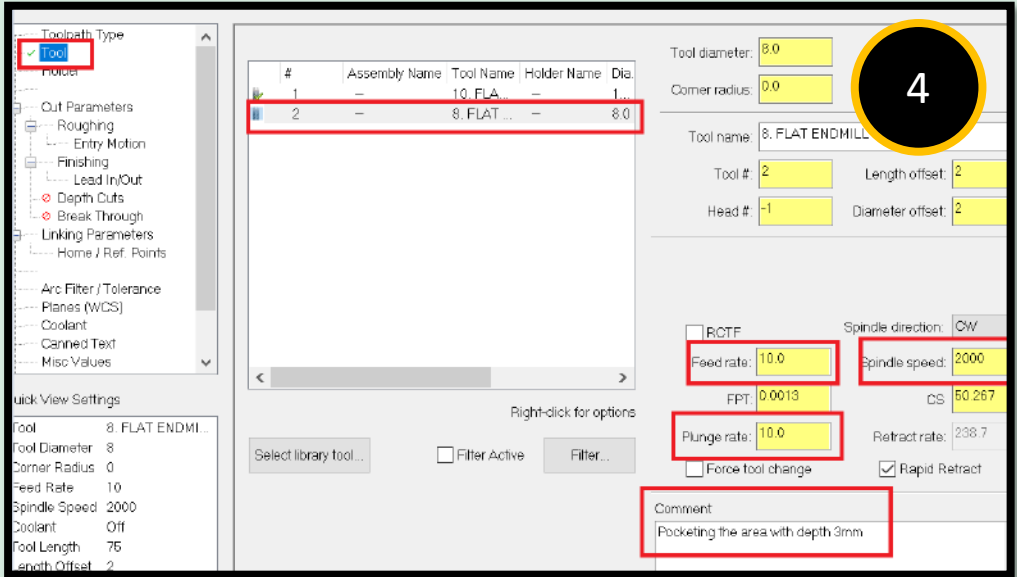 Toolpath Type
Tool
Holder
Cut Parameters
Roughing
Entry Motion
Finishing
Lead In/Out
Depth Cuts
Break Through
Linking Parameters
Home / Ref. Points
Arc Filter / Tolerance
Planes (WCS)
Coolant
Canned Text
Misc Values
uick View Settings
Tool 8. FLAT ENDMI...
Tool Diameter 8
Corner Radius 0
Feed Rate 10
Spindle Speed 2000
Coolant Off
Tool Length 75
Length Offset 2
# Assembly Name Tool Name Holder Name Dia.
1 – 10. FLA... – 1...
2 – 8. FLAT ... – 8.0
Right-click for options
Select library tool... Filter Active Filter...
Tool diameter: 8.0
Corner radius: 0.0
4
Tool name: 8. FLAT ENDMILL
Tool #: 2 Length offset: 2
Head #: -1 Diameter offset: 2
RCTF Spindle direction: CW
Feed rate: 10.0 Spindle speed: 2000
FPT: 0.0013 CS 50.267
Plunge rate: 10.0 Retract rate: 238.7
Force tool change Rapid Retract
Comment
Pocketing the area with depth 3mm